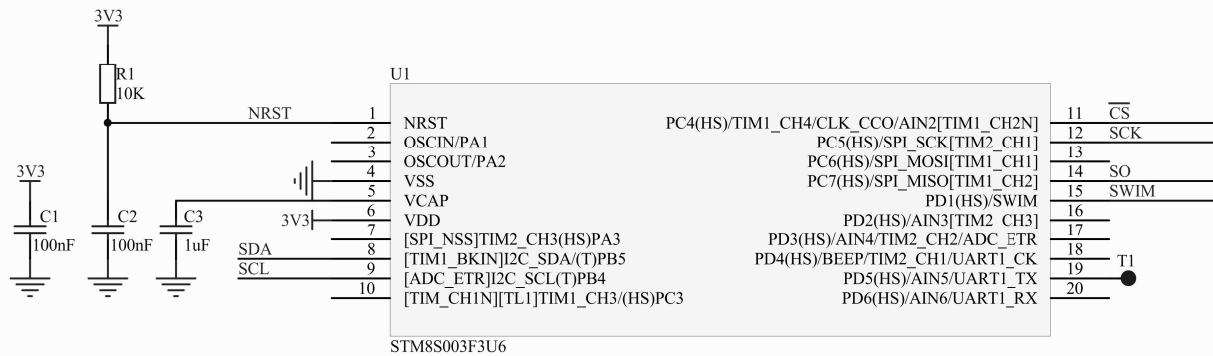 3V3
R1
10K
U1
NRST 1 NRST PC4(HS)/TIM1_CH4/CLK_CCO/AIN2[TIM1_CH2N] 11 CS
2 OSCIN/PA1 PC5(HS)/SPI_SCK[TIM2_CH1] 12 SCK
3 OSCOUT/PA2 PC6(HS)/SPI_MOSI[TIM1_CH1] 13
3V3 4 VSS PC7(HS)/SPI_MISO[TIM1_CH2] 14 SO
5 VCAP PD1(HS)/SWIM 15 SWIM
C1 C2 C3 3V3 6 VDD PD2(HS)/AIN3[TIM2_CH3] 16
100nF 100nF 1uF 7 [SPI_NSS]TIM2_CH3(HS)PA3 PD3(HS)/AIN4/TIM2_CH2/ADC_ETR 17
SDA 8 [TIM1_BKIN]I2C_SDA/(T)PB5 PD4(HS)/BEEP/TIM2_CH1/UART1_CK 18
SCL 9 [ADC_ETR]I2C_SCL(T)PB4 PD5(HS)/AIN5/UART1_TX 19 T1
10 [TIM_CH1N][TL1]TIM1_CH3/(HS)PC3 PD6(HS)/AIN6/UART1_RX 20
STM8S003F3U6